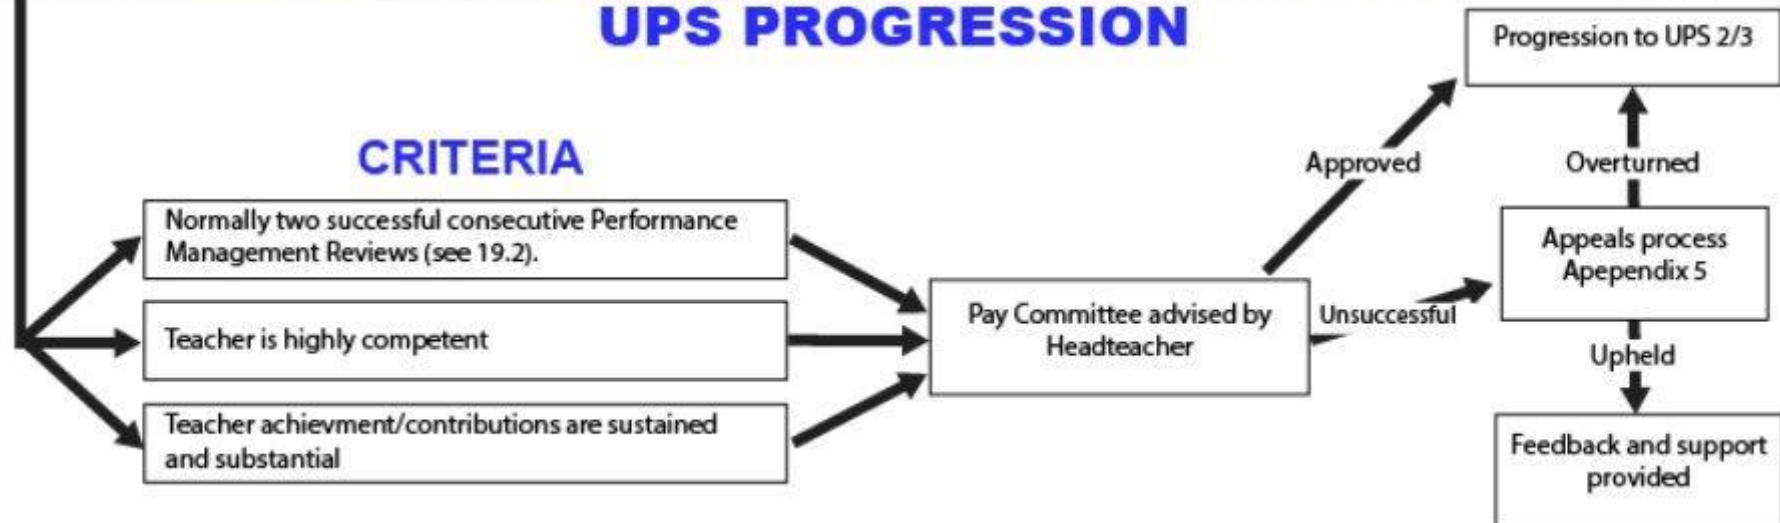 UPS PROGRESSION
CRITERIA
Normally two successful consecutive Performance
Management Reviews (see 19.2).
Teacher is highly competent
Teacher achievment/contributions are sustained
and substantial
Pay Committee advised by
Headteacher
Approved
Unsuccessful
Progression to UPS 2/3
Overturned
Appeals process
Apependix 5
Upheld
Feedback and support
provided